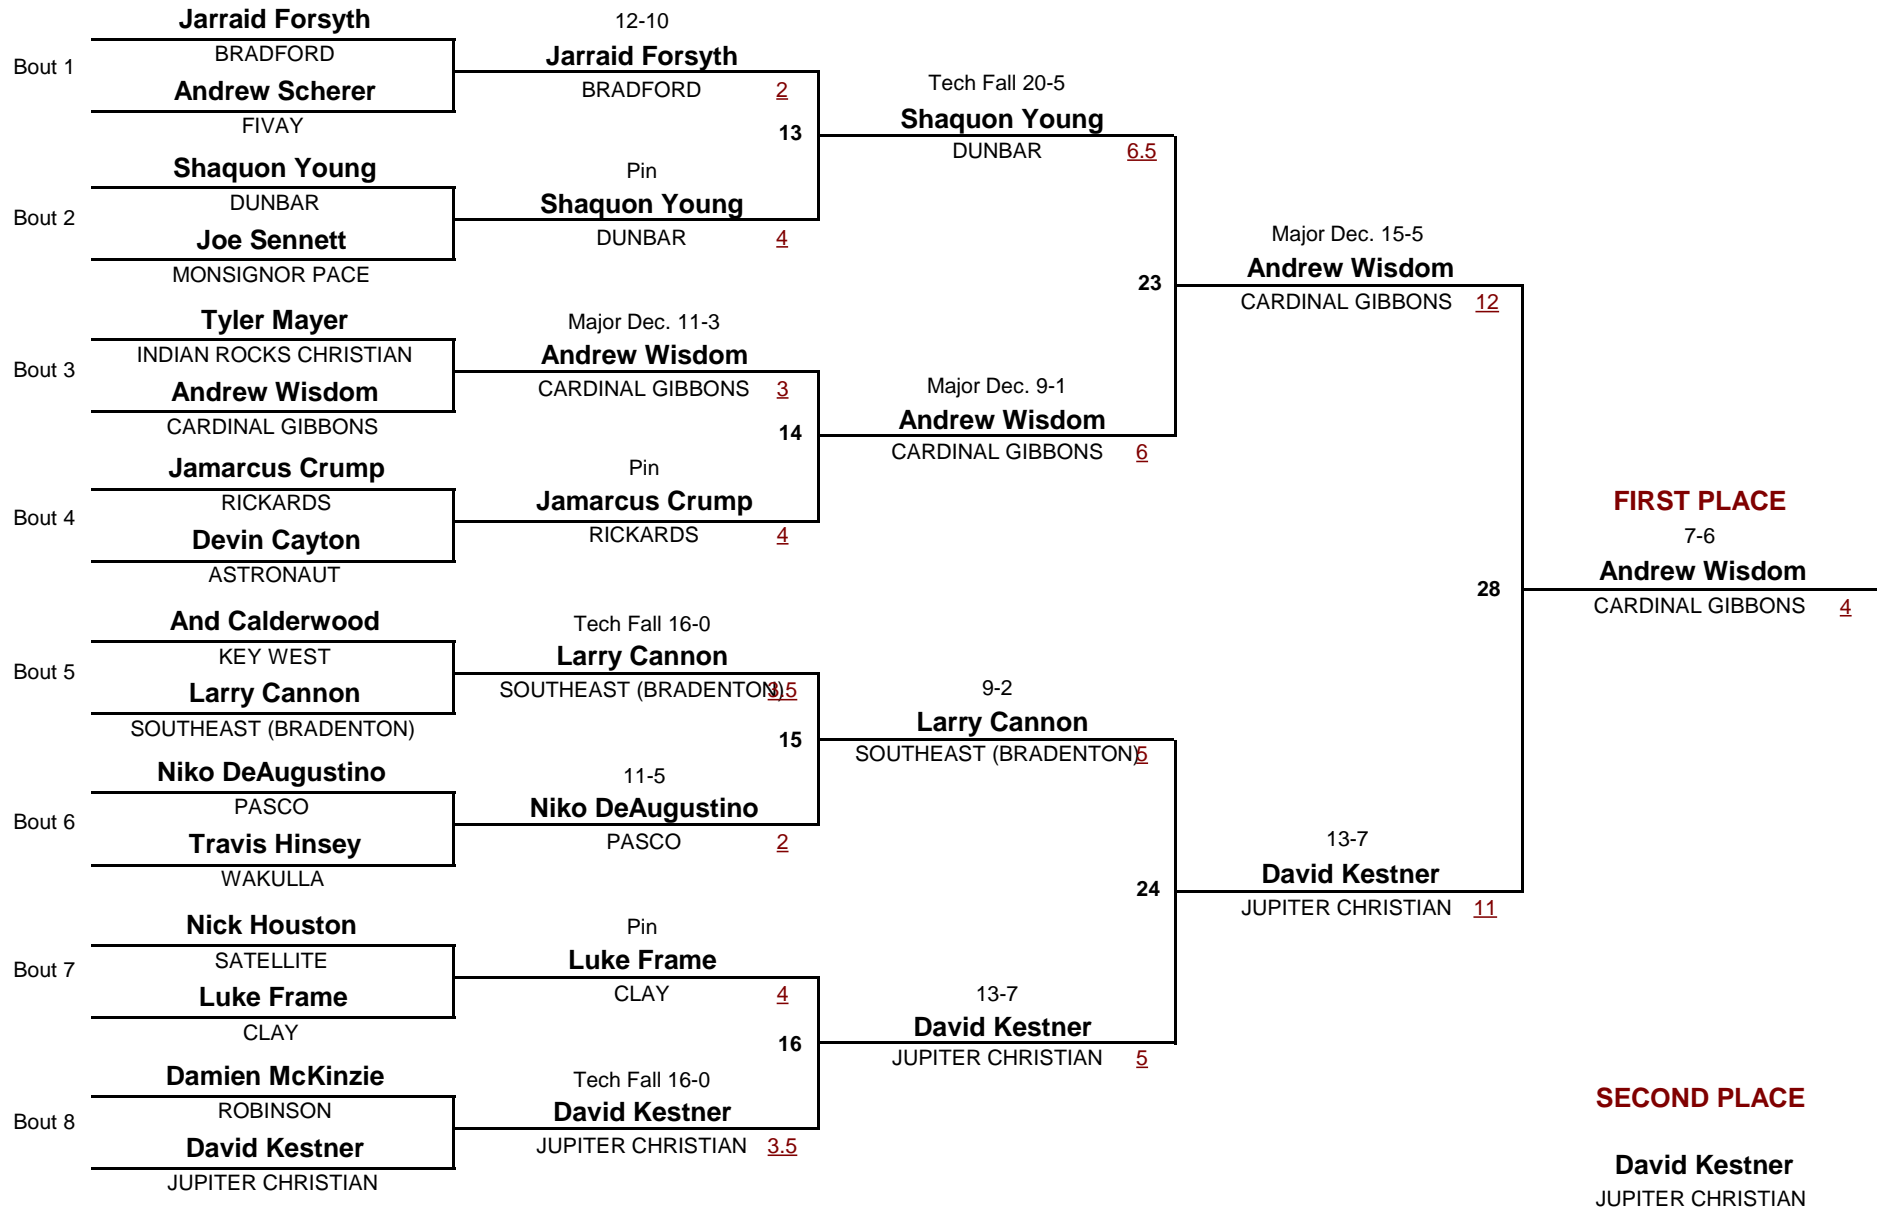 Jarraid Forsyth
BRADFORD
Bout 1
Andrew Scherer
FIVAY
Shaquon Young
DUNBAR
Bout 2
Joe Sennett
MONSIGNOR PACE
Tyler Mayer
INDIAN ROCKS CHRISTIAN
Bout 3
Andrew Wisdom
CARDINAL GIBBONS
Jamarcus Crump
RICKARDS
Bout 4
Devin Cayton
ASTRONAUT
And Calderwood
KEY WEST
Bout 5
Larry Cannon
SOUTHEAST (BRADENTON)
Niko DeAugustino
PASCO
Bout 6
Travis Hinsey
WAKULLA
Nick Houston
SATELLITE
Bout 7
Luke Frame
CLAY
Damien McKinzie
ROBINSON
Bout 8
David Kestner
JUPITER CHRISTIAN
12-10
Jarraid Forsyth
BRADFORD 2
13
Pin
Shaquon Young
DUNBAR 4
Major Dec. 11-3
Andrew Wisdom
CARDINAL GIBBONS 3
14
Pin
Jamarcus Crump
RICKARDS 4
Tech Fall 16-0
Larry Cannon
SOUTHEAST (BRADENTON) 3.5
15
11-5
Niko DeAugustino
PASCO 2
Pin
Luke Frame
CLAY 4
16
Tech Fall 16-0
David Kestner
JUPITER CHRISTIAN 3.5
Tech Fall 20-5
Shaquon Young
DUNBAR 6.5
23
Major Dec. 9-1
Andrew Wisdom
CARDINAL GIBBONS 6
9-2
Larry Cannon
SOUTHEAST (BRADENTON) 5
24
13-7
David Kestner
JUPITER CHRISTIAN 5
Major Dec. 15-5
Andrew Wisdom
CARDINAL GIBBONS 12
28
13-7
David Kestner
JUPITER CHRISTIAN 11
FIRST PLACE
7-6
Andrew Wisdom
CARDINAL GIBBONS 4
SECOND PLACE
David Kestner
JUPITER CHRISTIAN